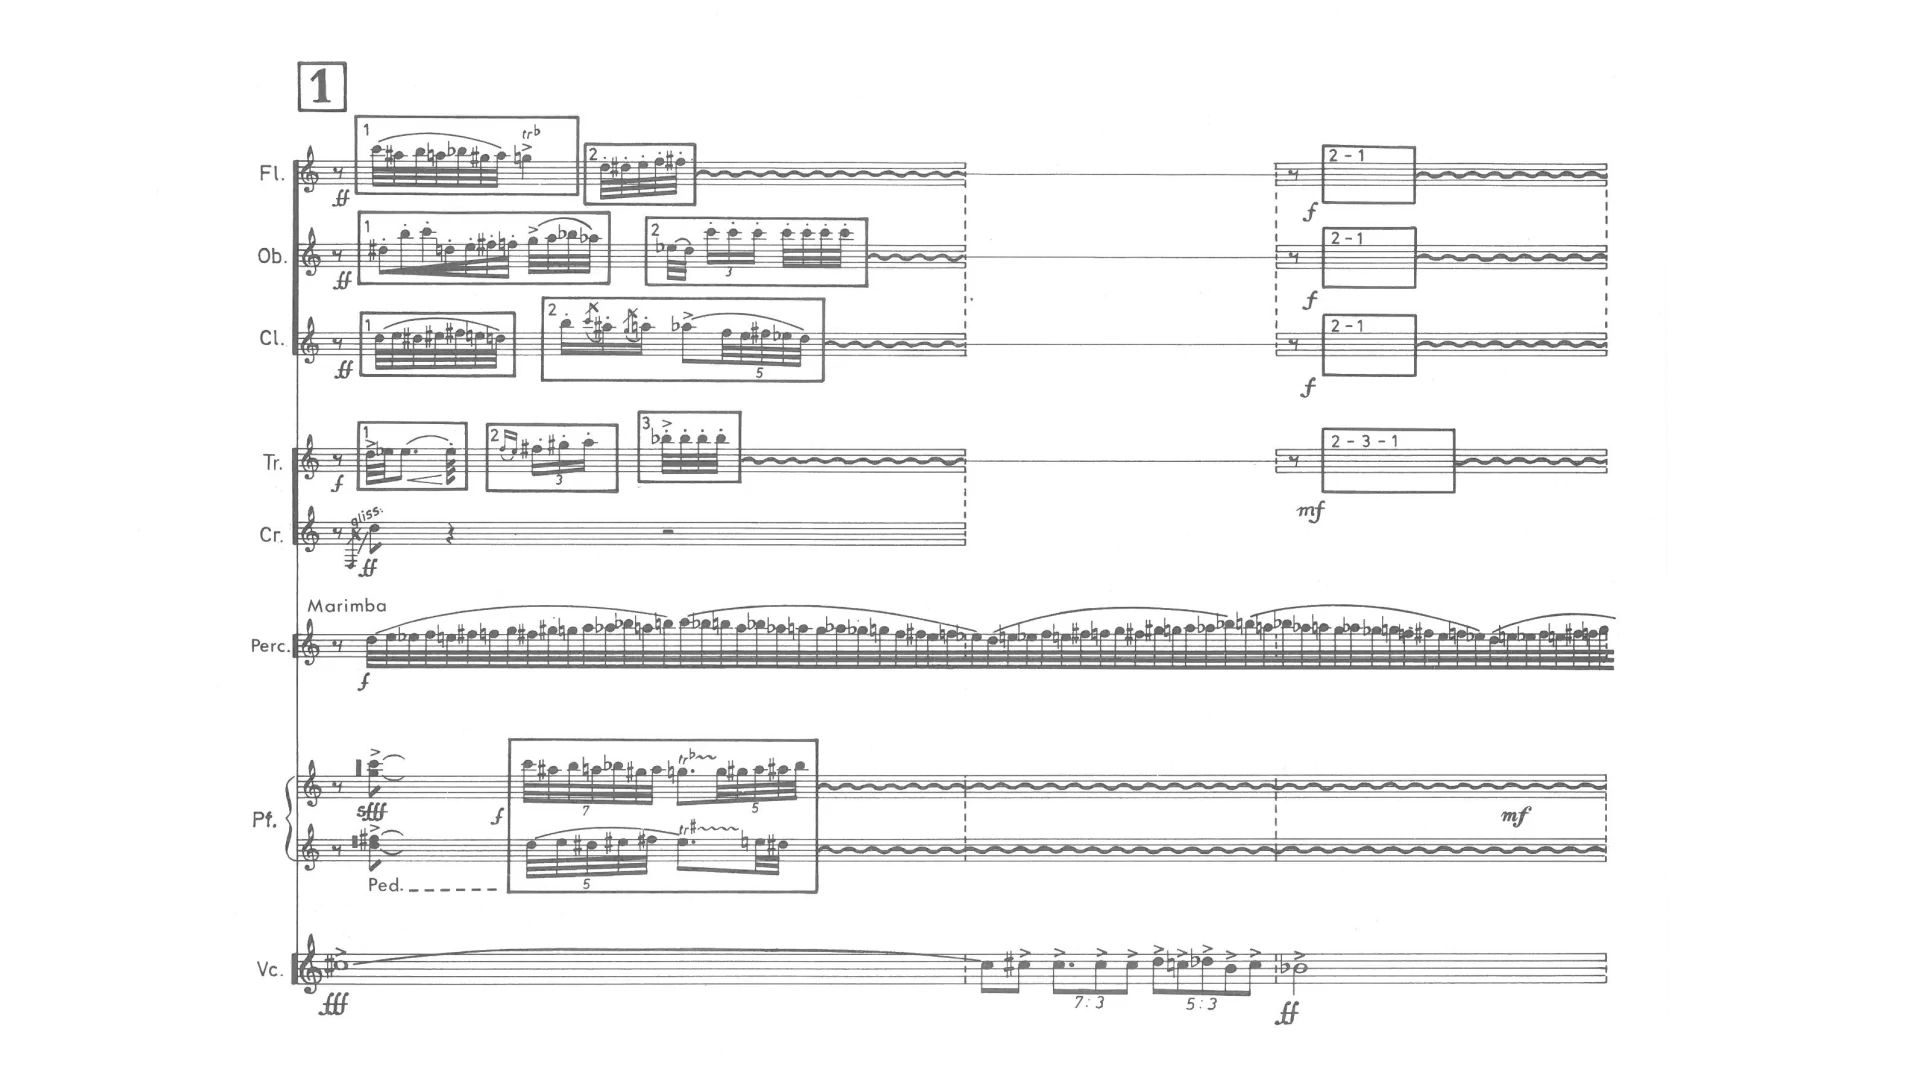 1
1
trb
Fl.
2
2 - 1
ff
f
1
2
2 - 1
Ob.
3
ff
f
1
2
2 - 1
Cl.
ff
5
f
1
2
3
2 - 3 - 1
Tr.
f
3
mf
gliss.
Cr.
ff
Marimba
Perc.
f
tr b
sfff
f
7
5
mf
Pf.
tr
Ped.
5
Vc.
fff
7:3
5:3
ff